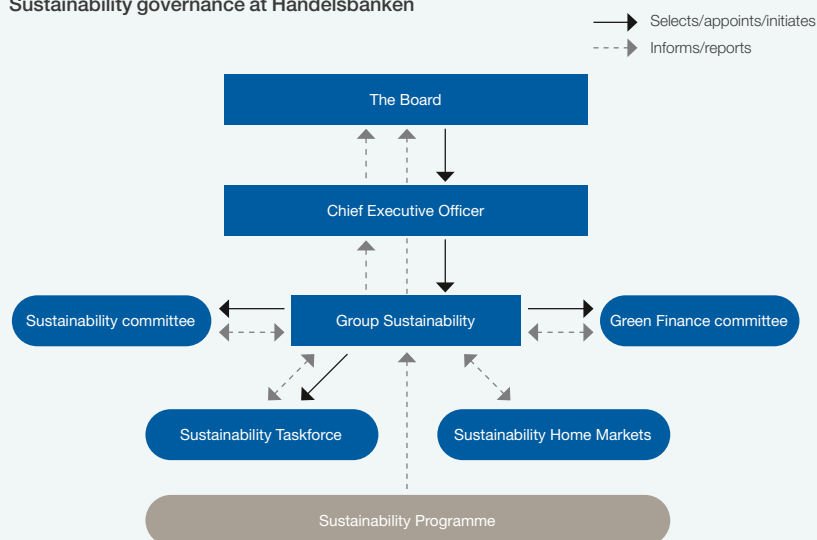 Sustainability governance at Handelsbanken
Selects/appoints/initiates
Informs/reports
The Board
Chief Executive Officer
Sustainability committee
Group Sustainability
Green Finance committee
Sustainability Taskforce
Sustainability Home Markets
Sustainability Programme